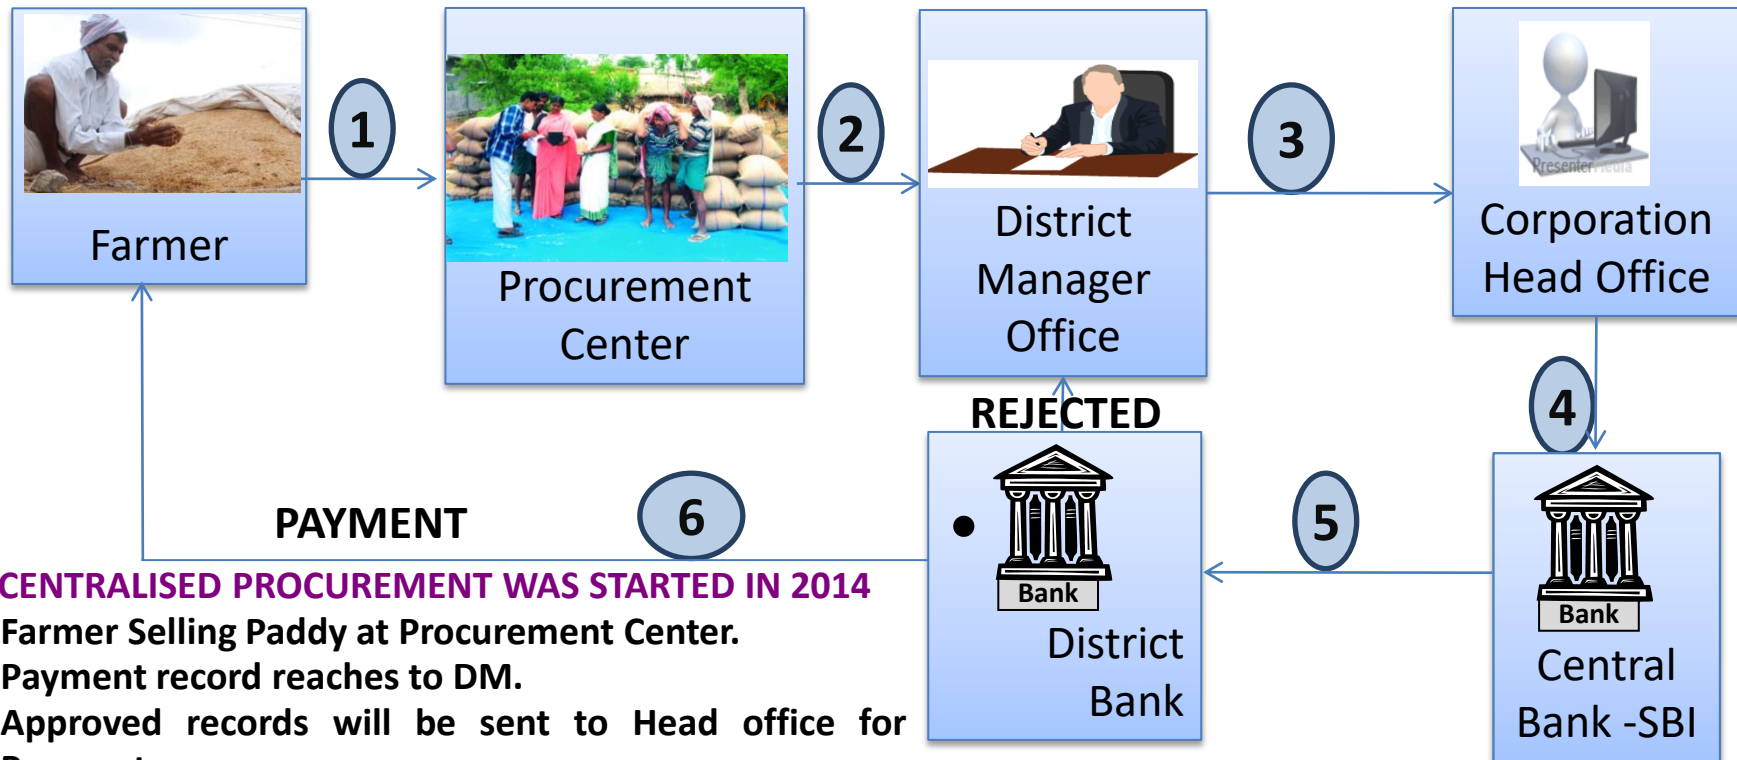 1
2
3
PresenterMedia
Farmer
Procurement
Center
District
Manager
Office
Corporation
Head Office
REJECTED
4
PAYMENT
6
5
•
Bank
District
Bank
Bank
Central
Bank -SBI
CENTRALISED PROCUREMENT WAS STARTED IN 2014
Farmer Selling Paddy at Procurement Center.
Payment record reaches to DM.
Approved records will be sent to Head office for